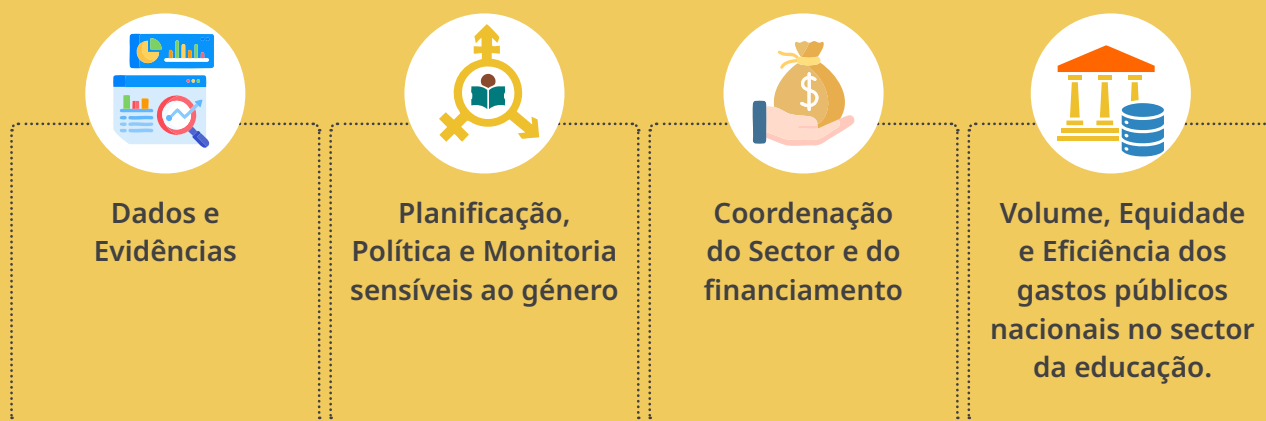 Dados e
Evidências
Planificação,
Política e Monitoria
sensíveis ao género
Coordenação
do Sector e do
financiamento
Volume, Equidade
e Eficiência dos
gastos públicos
nacionais no sector
da educação.